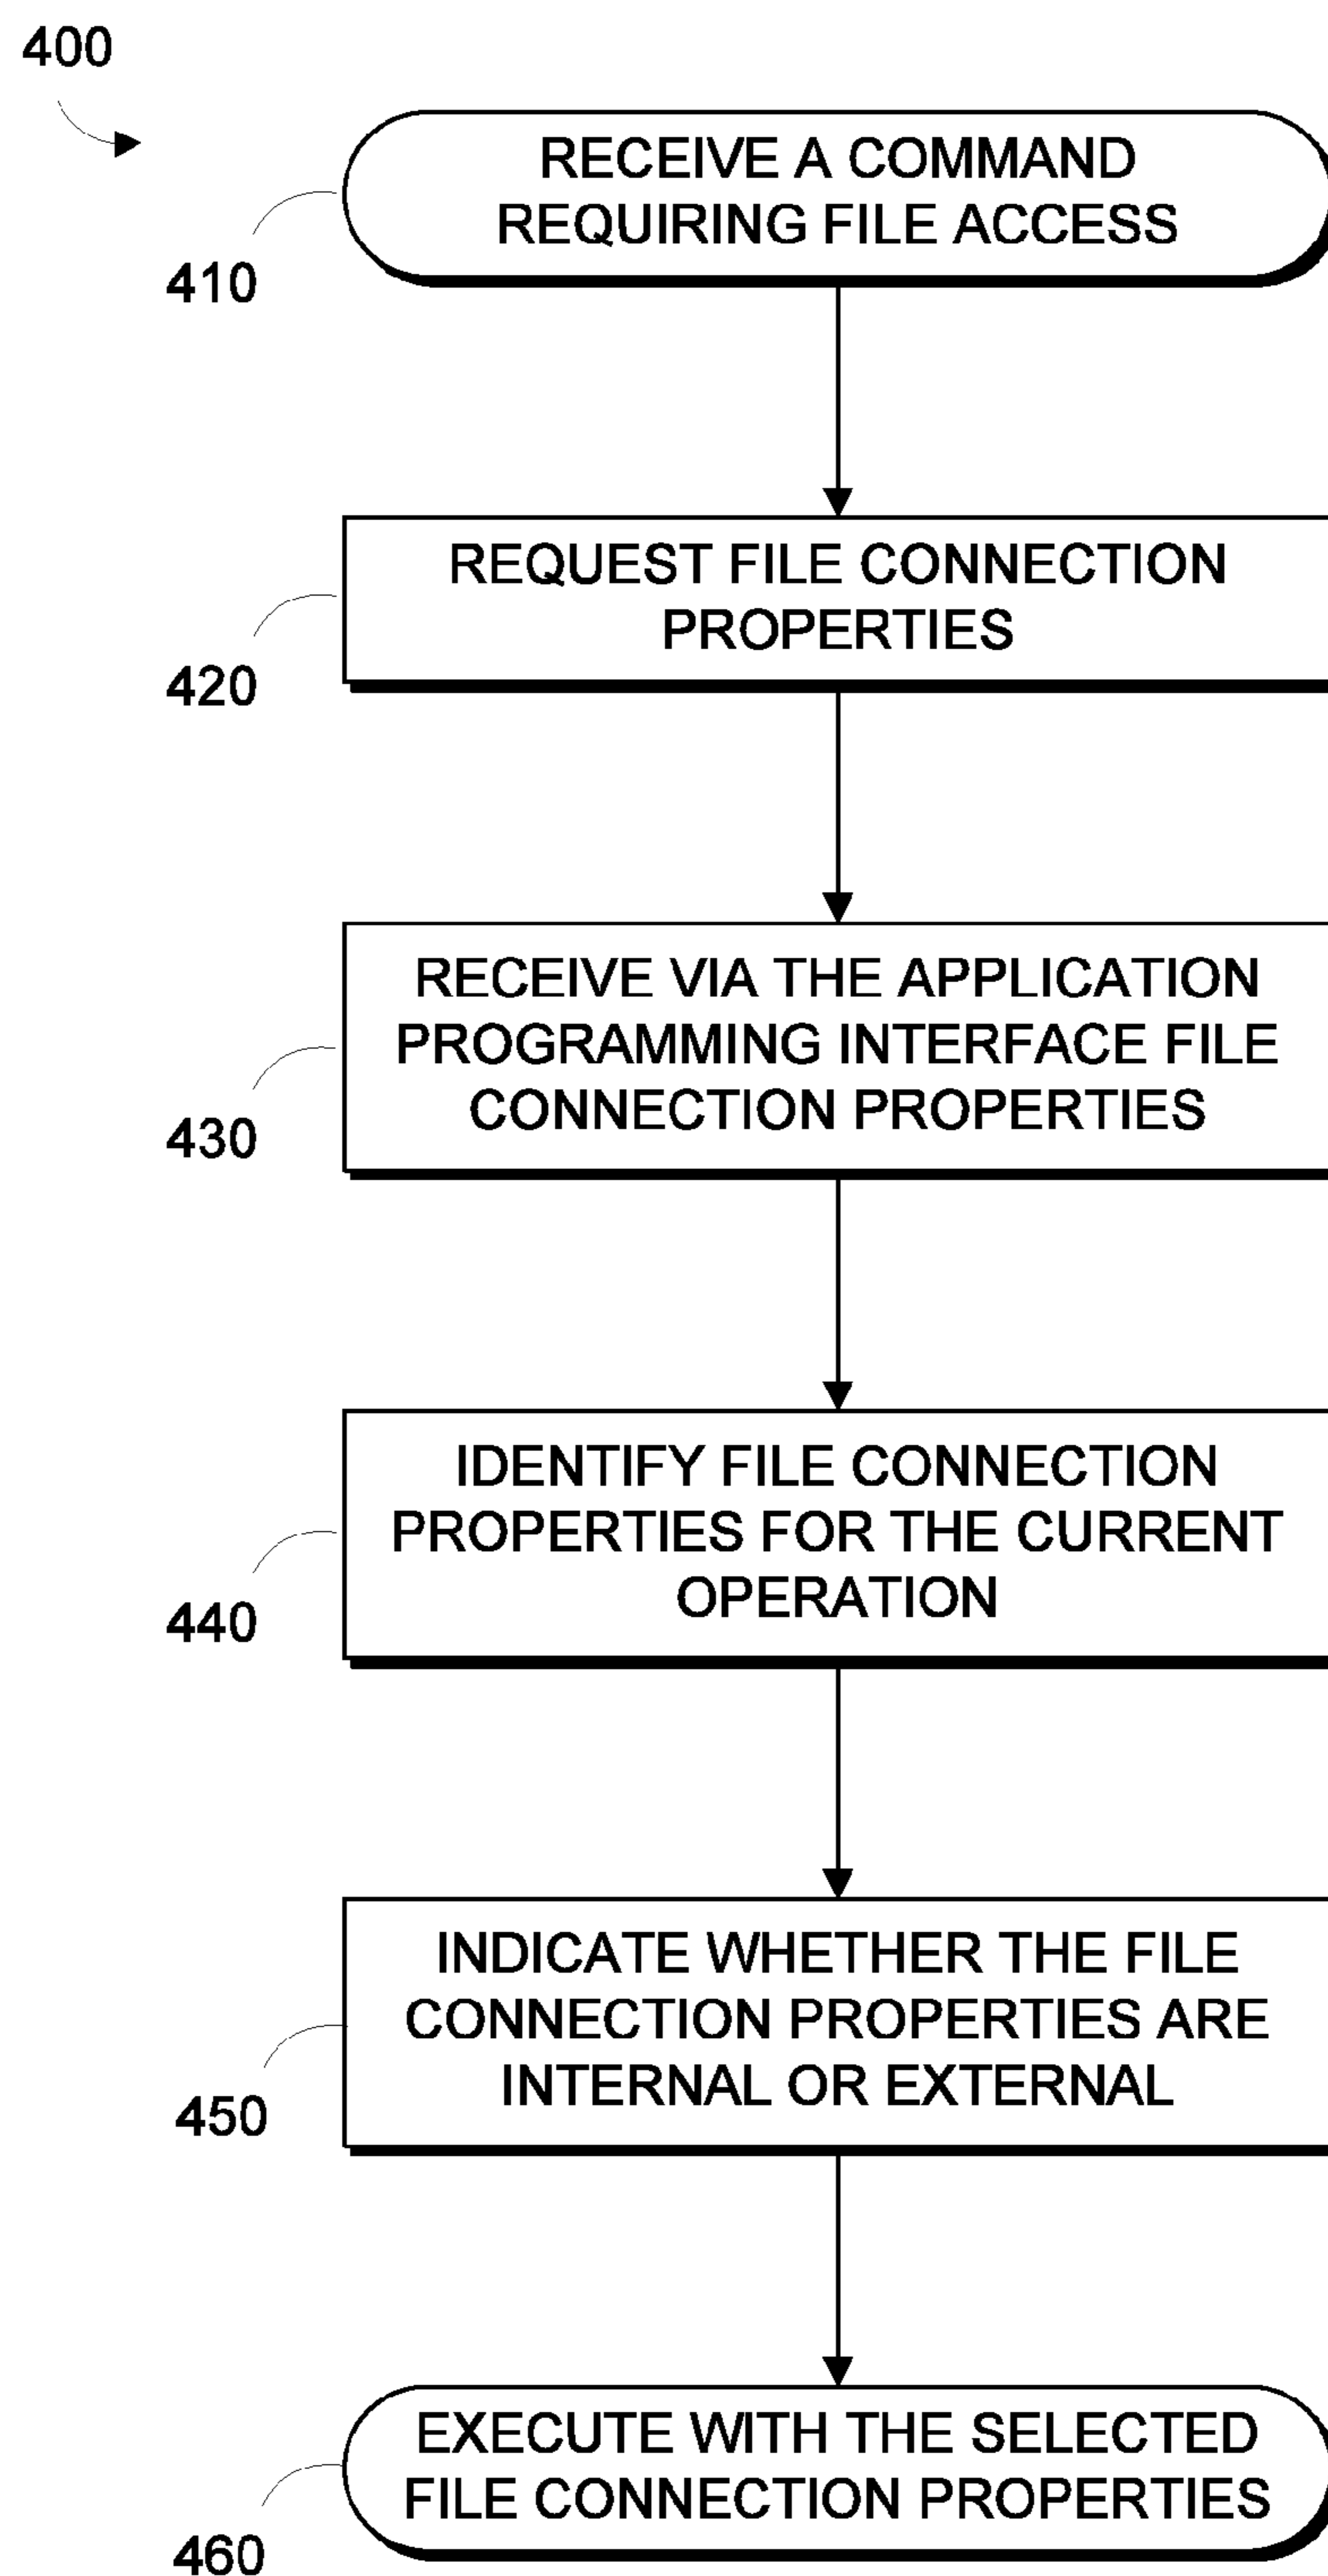 400
RECEIVE A COMMAND
REQUIRING FILE ACCESS
410
REQUEST FILE CONNECTION
PROPERTIES
420
RECEIVE VIA THE APPLICATION
PROGRAMMING INTERFACE FILE
CONNECTION PROPERTIES
430
IDENTIFY FILE CONNECTION
PROPERTIES FOR THE CURRENT
OPERATION
440
INDICATE WHETHER THE FILE
CONNECTION PROPERTIES ARE
INTERNAL OR EXTERNAL
450
EXECUTE WITH THE SELECTED
FILE CONNECTION PROPERTIES
460